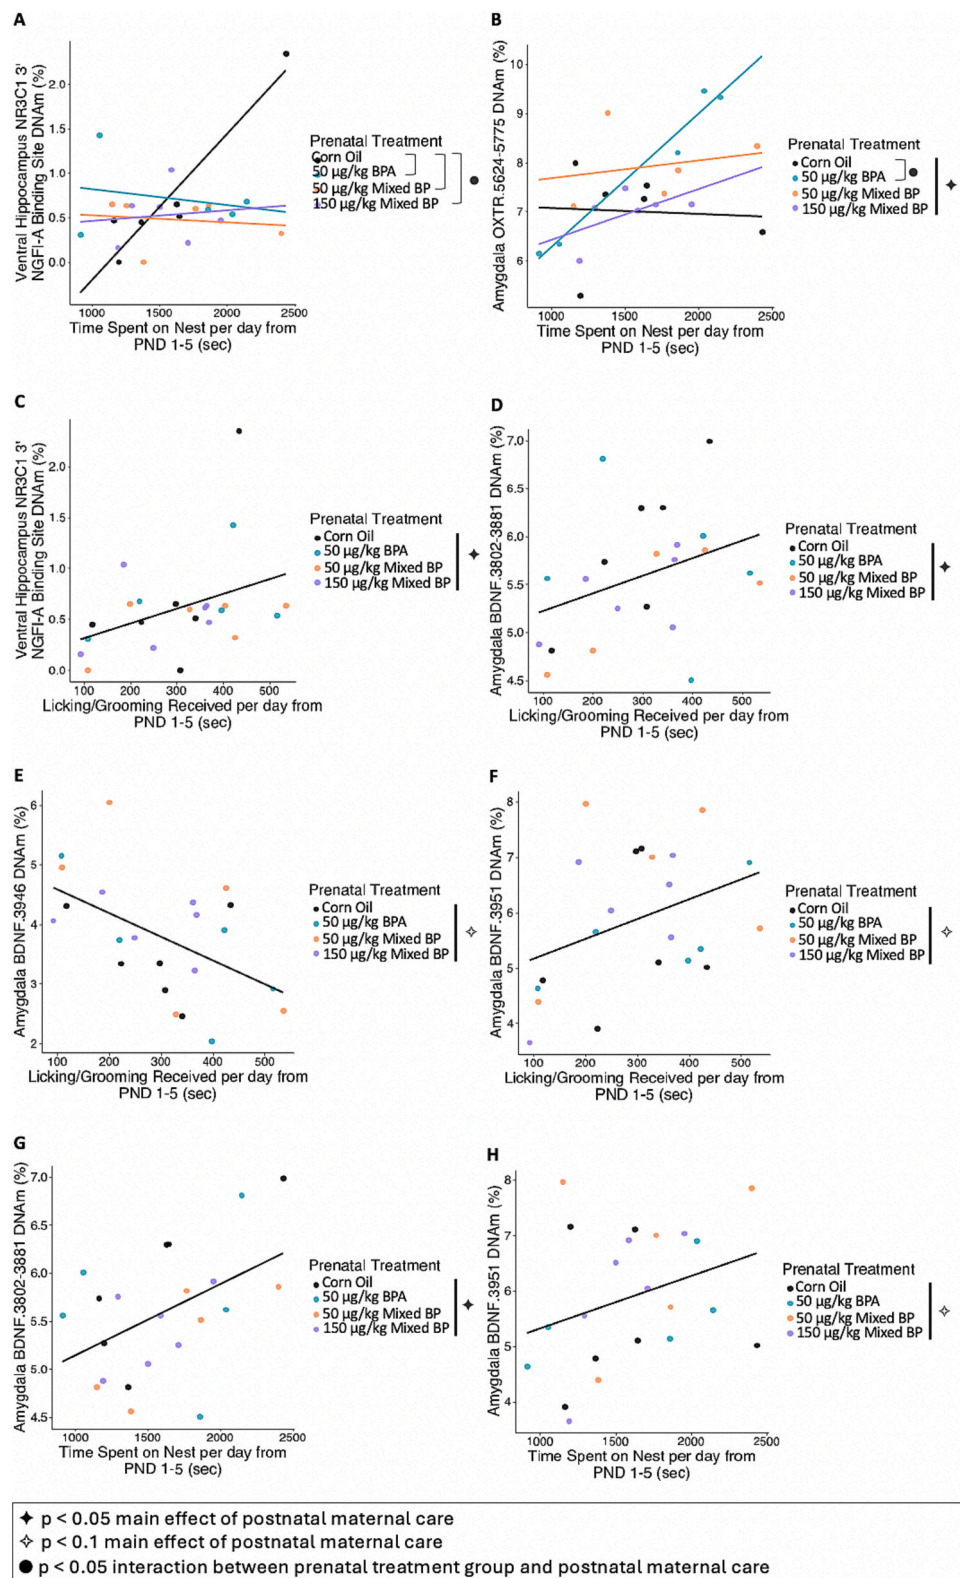 A
Ventral Hippocampus NR3C1 3'
NGFI-A Binding Site DNAm (%)
2.0
1.5
1.0
0.5
0.0
1000 1500 2000 2500
Time Spent on Nest per day from
PND 1-5 (sec)
Prenatal Treatment
Corn Oil
50 µg/kg BPA
50 µg/kg Mixed BP
150 µg/kg Mixed BP
B
Amygdala OXTR.5624-5775 DNAm (%)
10
9
8
7
6
1000 1500 2000 2500
Time Spent on Nest per day from
PND 1-5 (sec)
Prenatal Treatment
Corn Oil
50 µg/kg BPA
50 µg/kg Mixed BP
150 µg/kg Mixed BP
C
Ventral Hippocampus NR3C1 3'
NGFI-A Binding Site DNAm (%)
2.0
1.5
1.0
0.5
0.0
100 200 300 400 500
Licking/Grooming Received per day from
PND 1-5 (sec)
Prenatal Treatment
Corn Oil
50 µg/kg BPA
50 µg/kg Mixed BP
150 µg/kg Mixed BP
D
Amygdala BDNF.3802-3881 DNAm (%)
7.0
6.5
6.0
5.5
5.0
4.5
100 200 300 400 500
Licking/Grooming Received per day from
PND 1-5 (sec)
Prenatal Treatment
Corn Oil
50 µg/kg BPA
50 µg/kg Mixed BP
150 µg/kg Mixed BP
E
Amygdala BDNF.3946 DNAm (%)
6
5
4
3
2
100 200 300 400 500
Licking/Grooming Received per day from
PND 1-5 (sec)
Prenatal Treatment
Corn Oil
50 µg/kg BPA
50 µg/kg Mixed BP
150 µg/kg Mixed BP
F
Amygdala BDNF.3951 DNAm (%)
8
7
6
5
4
100 200 300 400 500
Licking/Grooming Received per day from
PND 1-5 (sec)
Prenatal Treatment
Corn Oil
50 µg/kg BPA
50 µg/kg Mixed BP
150 µg/kg Mixed BP
G
Amygdala BDNF.3802-3881 DNAm (%)
7.0
6.5
6.0
5.5
5.0
4.5
1000 1500 2000 2500
Time Spent on Nest per day from
PND 1-5 (sec)
Prenatal Treatment
Corn Oil
50 µg/kg BPA
50 µg/kg Mixed BP
150 µg/kg Mixed BP
H
Amygdala BDNF.3951 DNAm (%)
8
7
6
5
4
1000 1500 2000 2500
Time Spent on Nest per day from
PND 1-5 (sec)
Prenatal Treatment
Corn Oil
50 µg/kg BPA
50 µg/kg Mixed BP
150 µg/kg Mixed BP
✦ p < 0.05 main effect of postnatal maternal care
✧ p < 0.1 main effect of postnatal maternal care
● p < 0.05 interaction between prenatal treatment group and postnatal maternal care